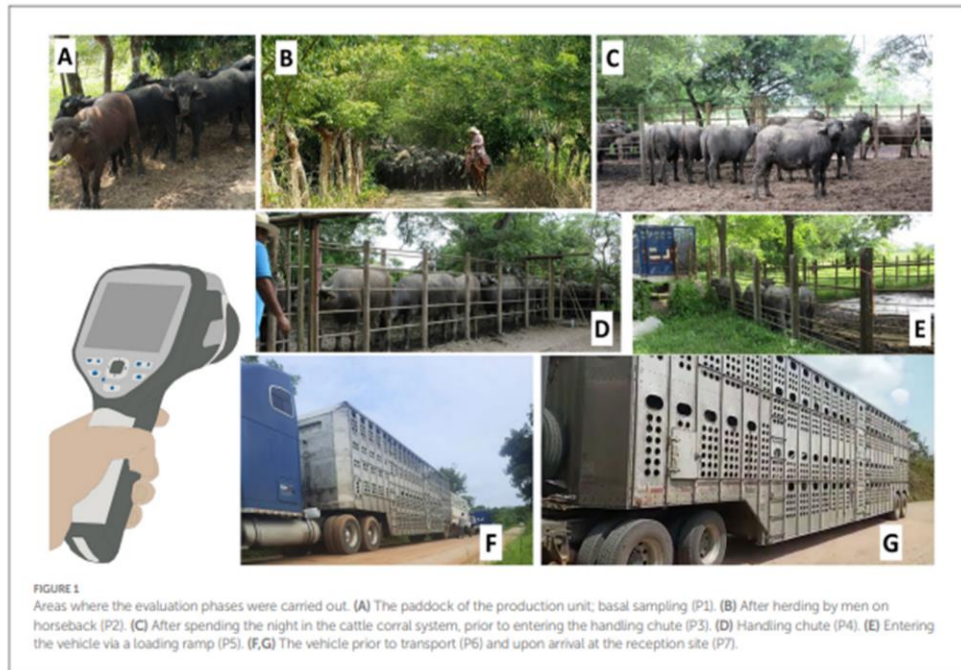 A
B
C
D
E
F
G
FIGURE 1
Areas where the evaluation phases were carried out. (A) The paddock of the production unit; basal sampling (P1). (B) After herding by men on
horseback (P2). (C) After spending the night in the cattle corral system, prior to entering the handling chute (P3). (D) Handling chute (P4). (E) Entering
the vehicle via a loading ramp (P5). (F,G) The vehicle prior to transport (P6) and upon arrival at the reception site (P7).